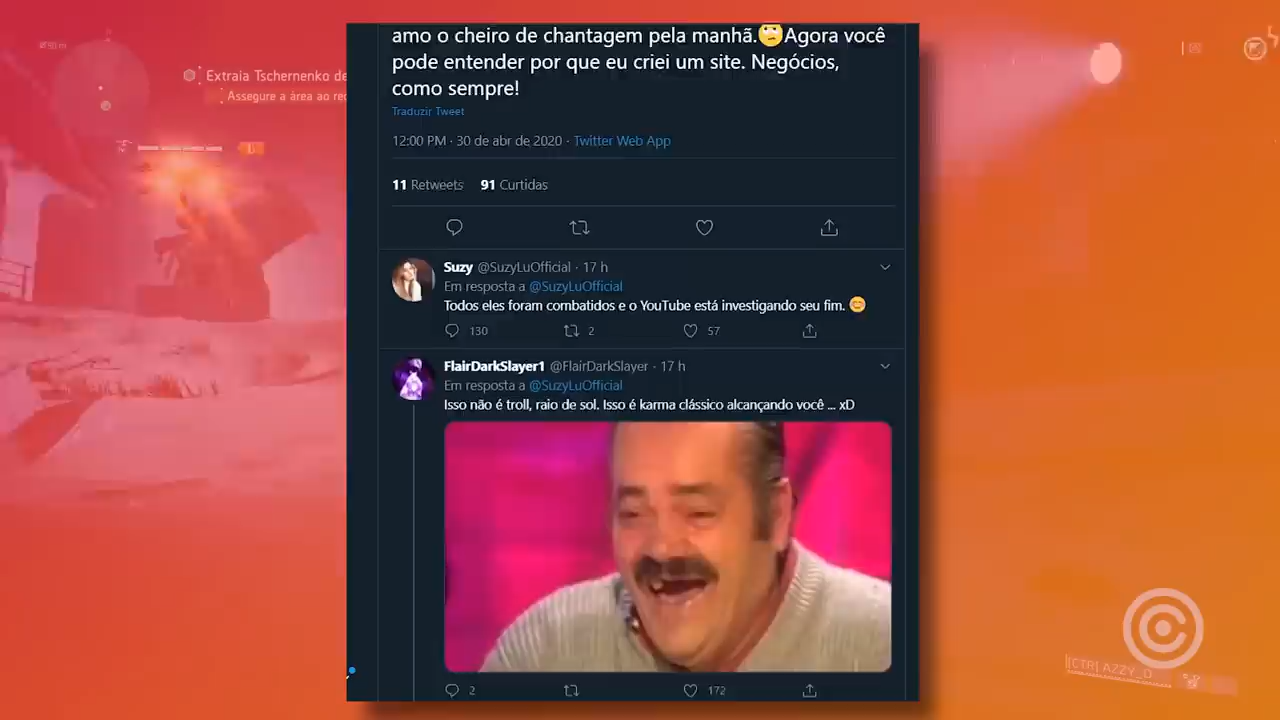 amo o cheiro de chantagem pela manhã.🙄Agora você
pode entender por que eu criei um site. Negócios,
como sempre!
Traduzir Tweet
12:00 PM · 30 de abr de 2020 · Twitter Web App
11 Retweets 91 Curtidas
Suzy @SuzyLuOfficial · 17 h
Em resposta a @SuzyLuOfficial
Todos eles foram combatidos e o YouTube está investigando seu fim. 😊
130 2 57
FlairDarkSlayer1 @FlairDarkSlayer · 17 h
Em resposta a @SuzyLuOfficial
Isso não é troll, raio de sol. Isso é karma clássico alcançando você ... xD
2 172
Extraia Tschernenko de
Assegure a área ao re
[CTR] AZZY_O